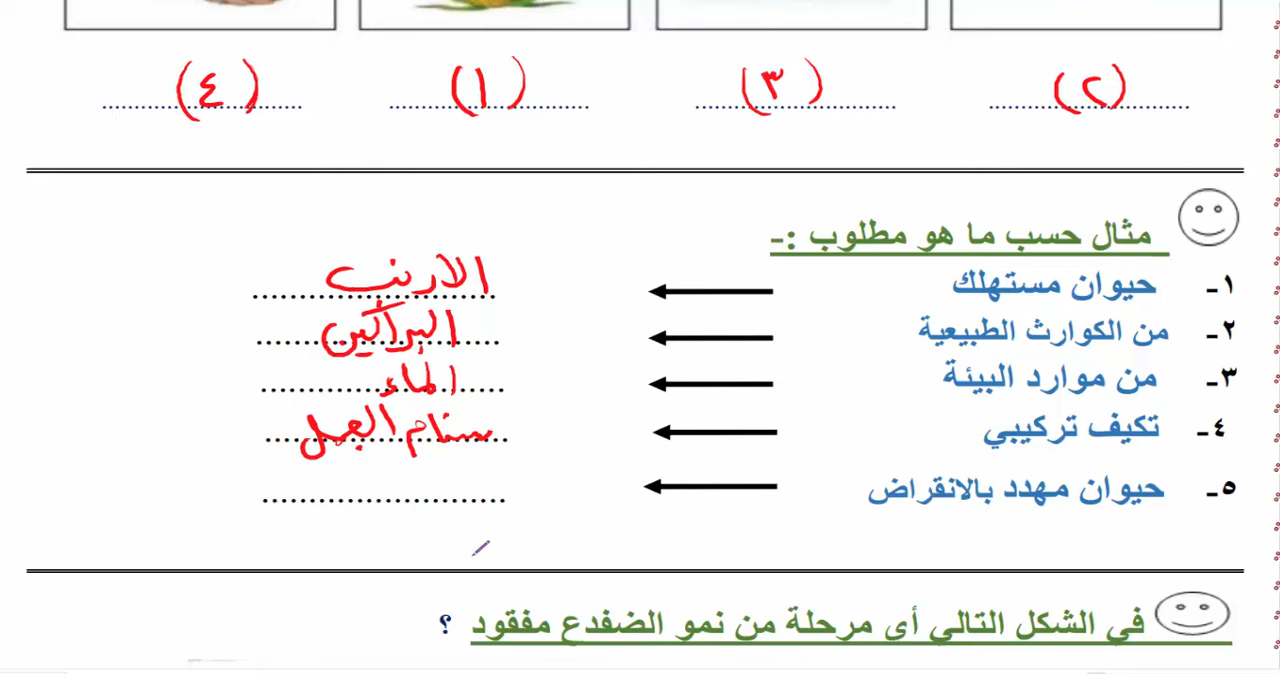 (٢) (٣) (١) (٤)
مثال حسب ما هو مطلوب :-
١- حيوان مستهلك الارنب
٢- من الكوارث الطبيعية البراكين
٣- من موارد البيئة الماء
٤- تكيف تركيبي سنام الجمل
٥- حيوان مهدد بالانقراض
في الشكل التالي أى مرحلة من نمو الضفدع مفقود ؟